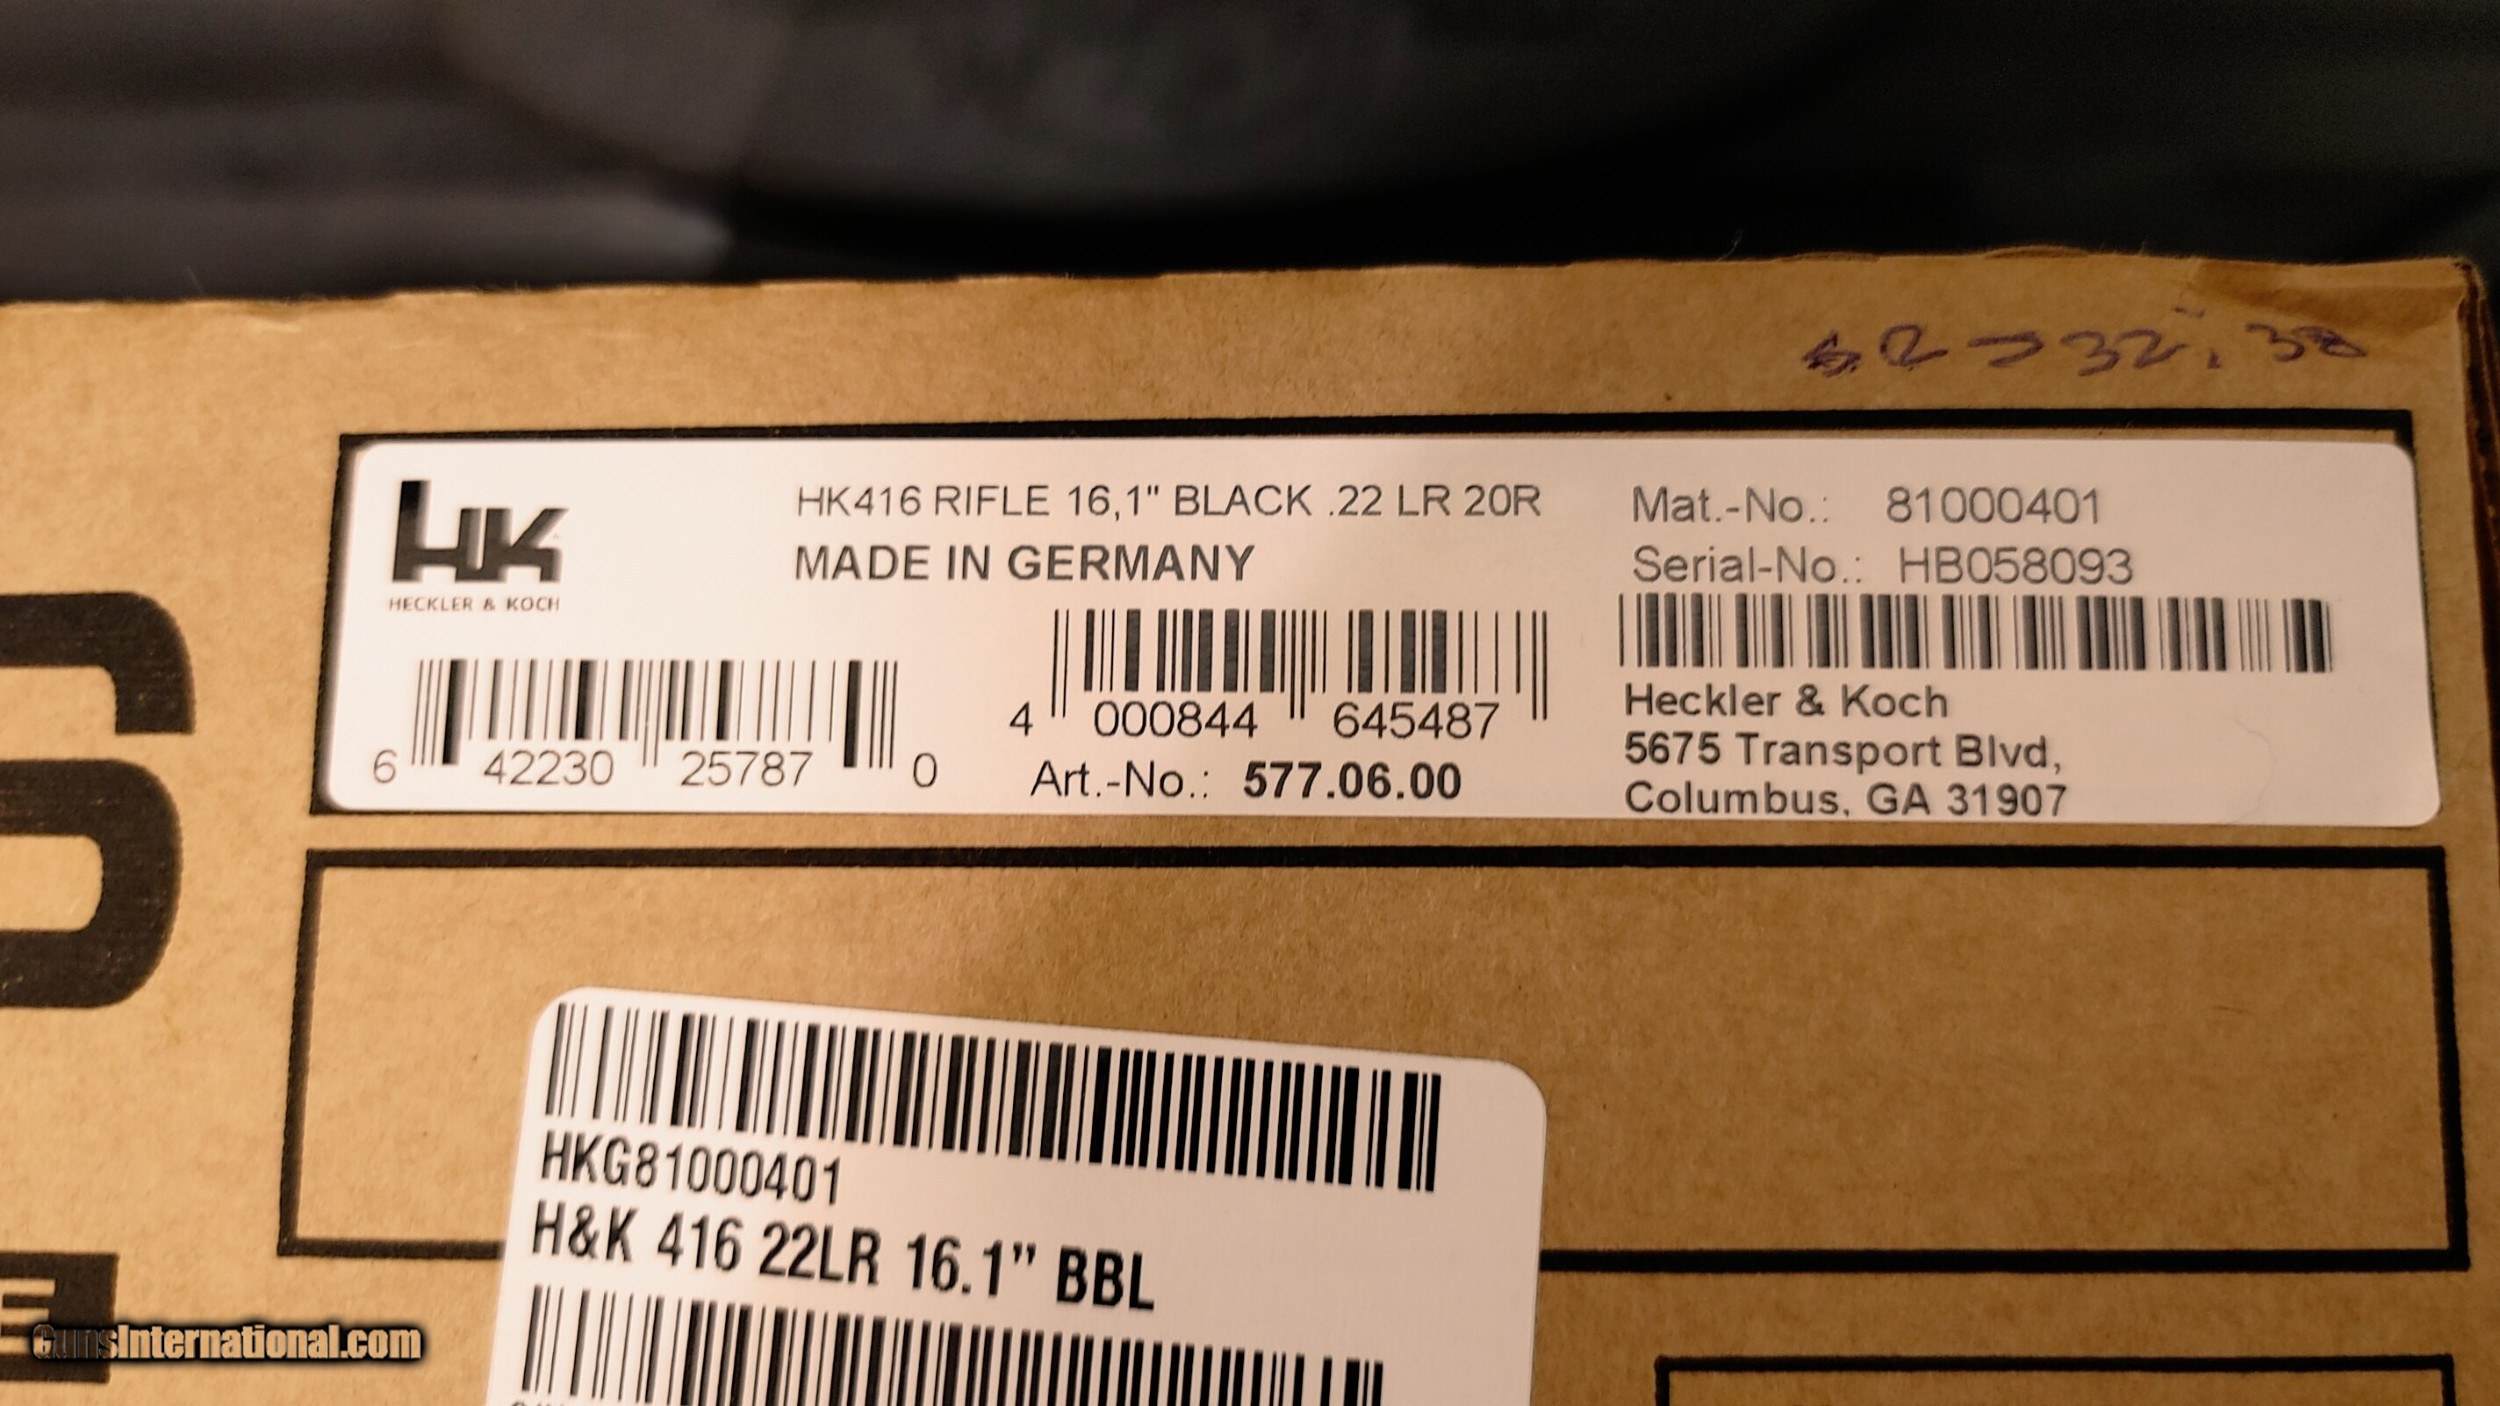 HK
HECKLER & KOCH
HK416 RIFLE 16,1" BLACK .22 LR 20R
MADE IN GERMANY
6 42230 25787 0
4 000844 645487
Art.-No.: 577.06.00
Mat.-No.: 81000401
Serial-No.: HB058093
Heckler & Koch
5675 Transport Blvd,
Columbus, GA 31907
S
E
HKG81000401
H&K 416 22LR 16.1" BBL
GunsInternational.com